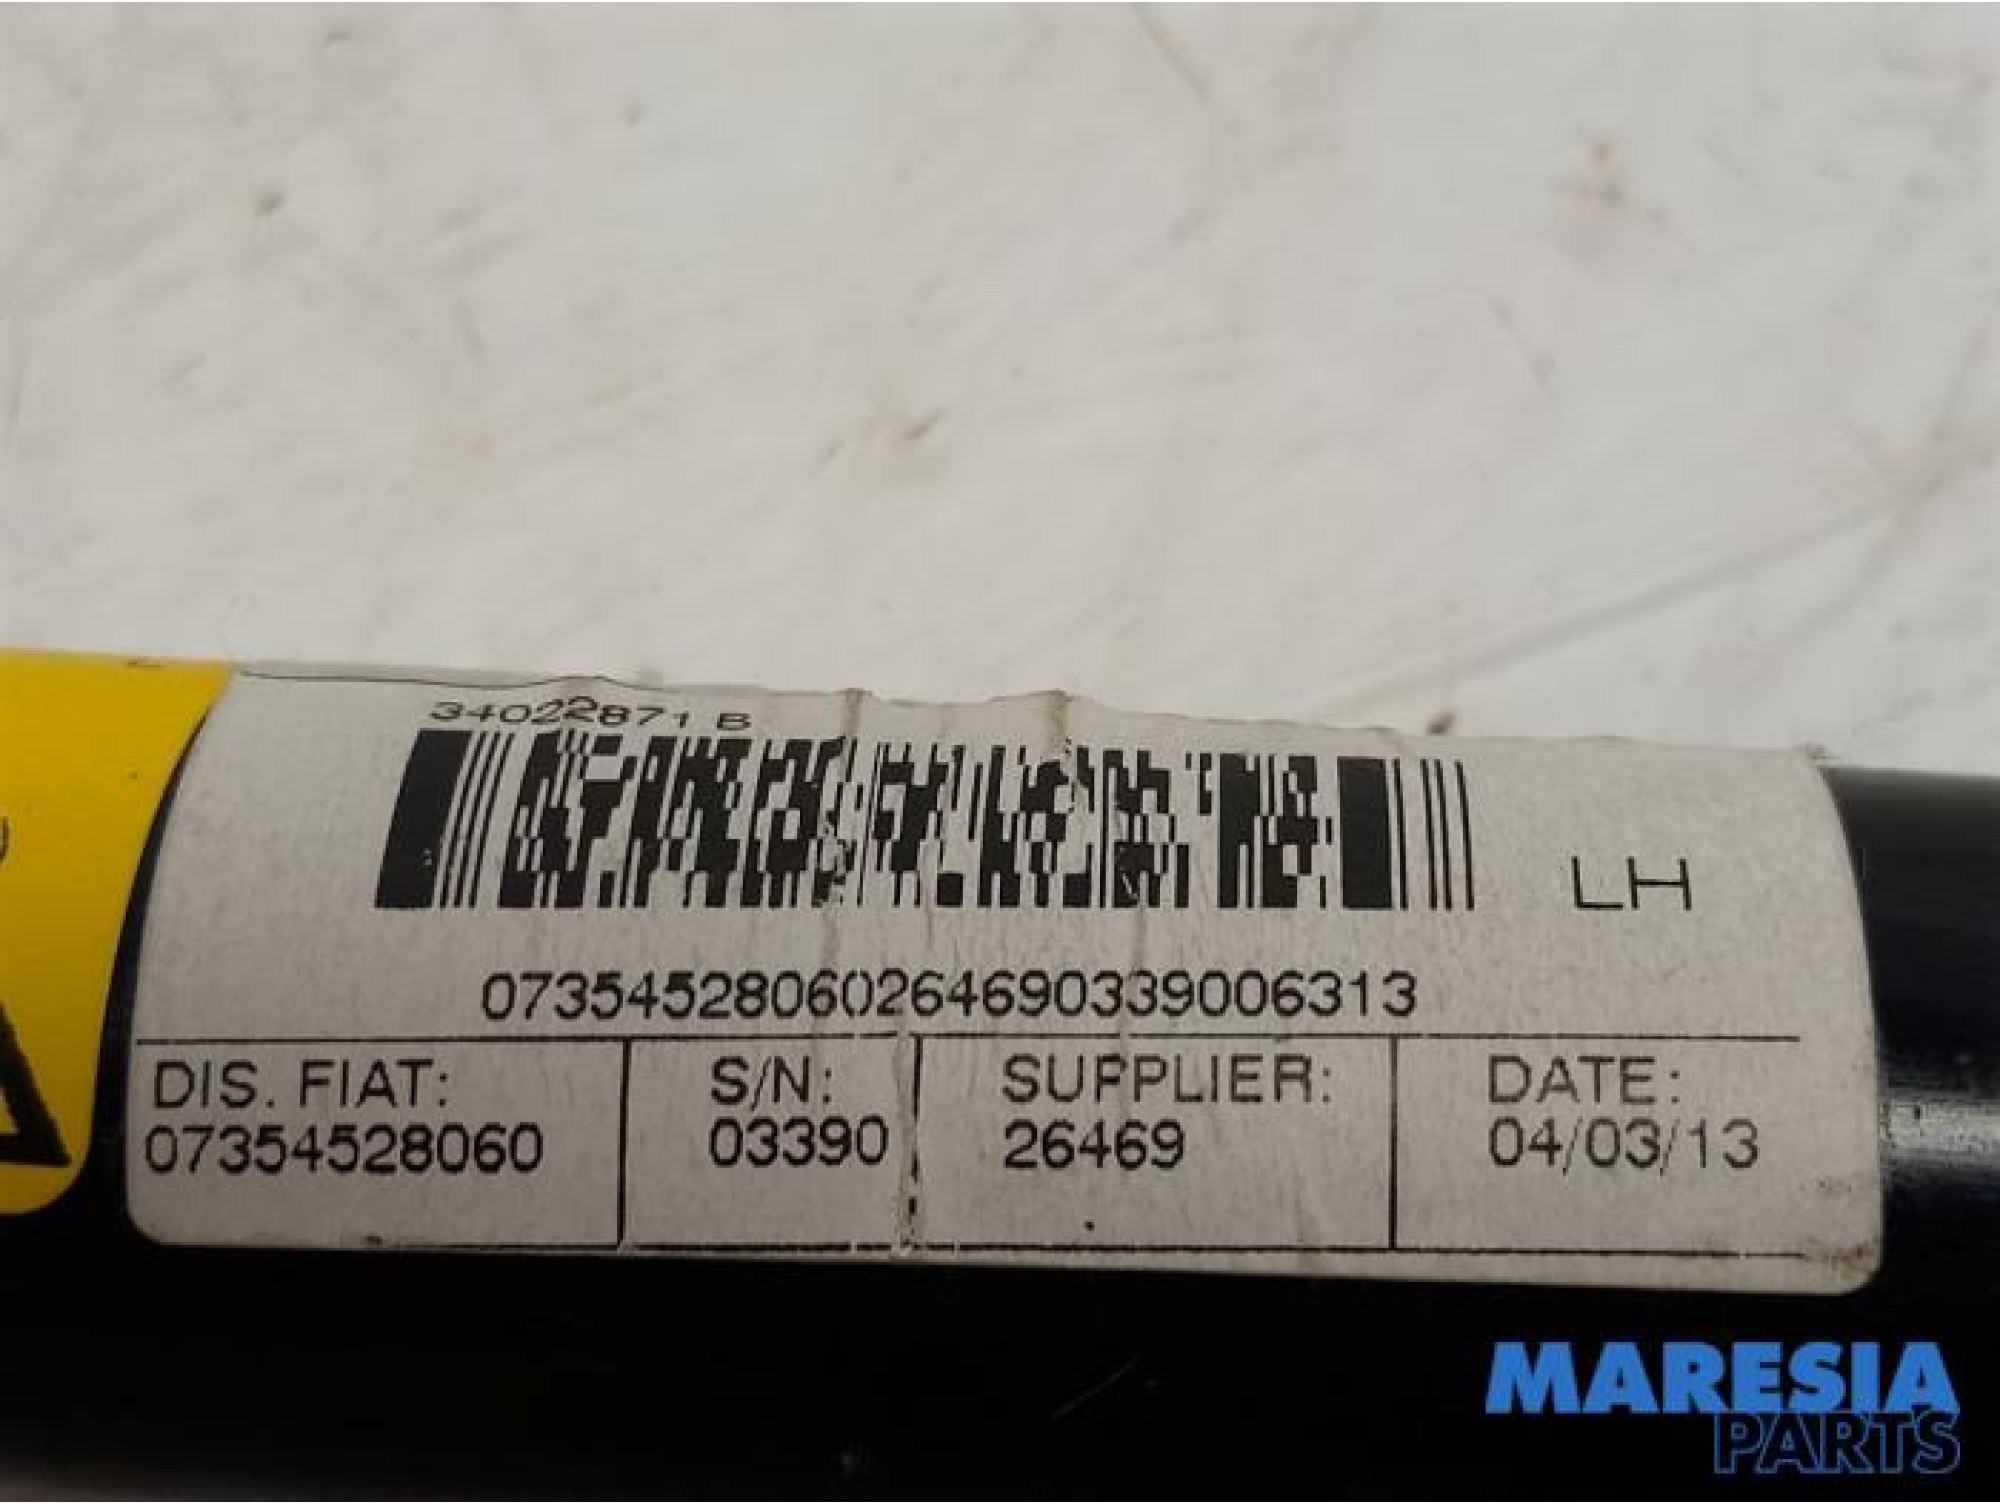 34022871 B
LH
07354528060264690339006313
DIS. FIAT: S/N: SUPPLIER: DATE:
07354528060 03390 26469 04/03/13
MARESIA
PARTS